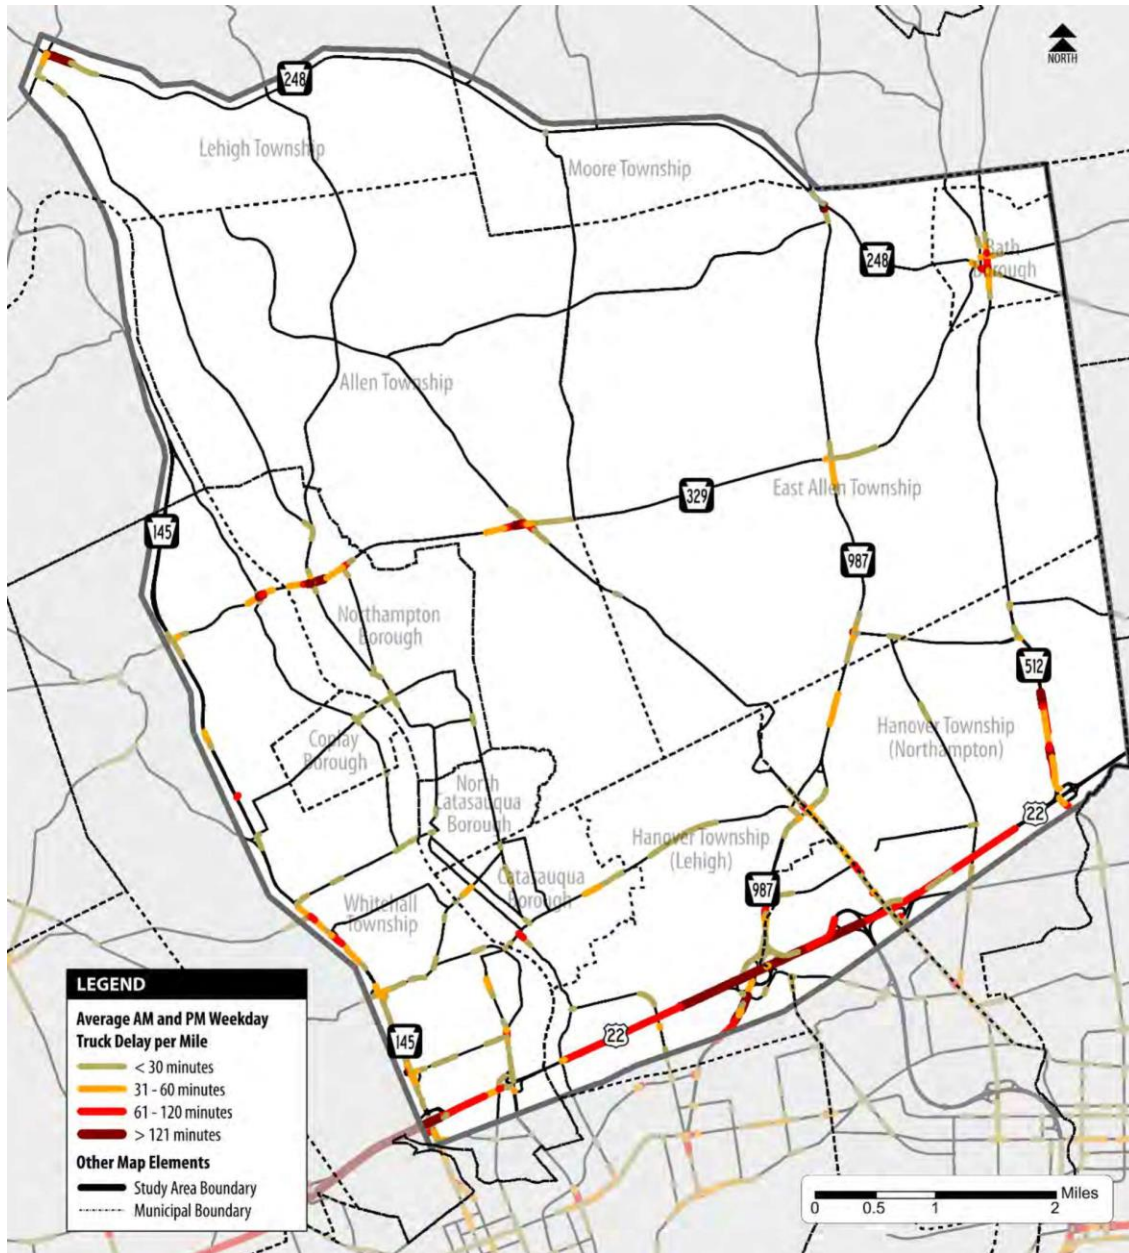 NORTH
248
Lehigh Township
Moore Township
248
Bath
Borough
Allen Township
329
East Allen Township
145
987
Northampton
Borough
512
Hanover Township
(Northampton)
Coplay
Borough
North
Catasauqua
Borough
22
Hanover Township
(Lehigh)
987
Catasauqua
Borough
Whitehall
Township
22
145
LEGEND
Average AM and PM Weekday
Truck Delay per Mile
< 30 minutes
31 - 60 minutes
61 - 120 minutes
> 121 minutes
Other Map Elements
Study Area Boundary
Municipal Boundary
Miles
0 0.5 1 2